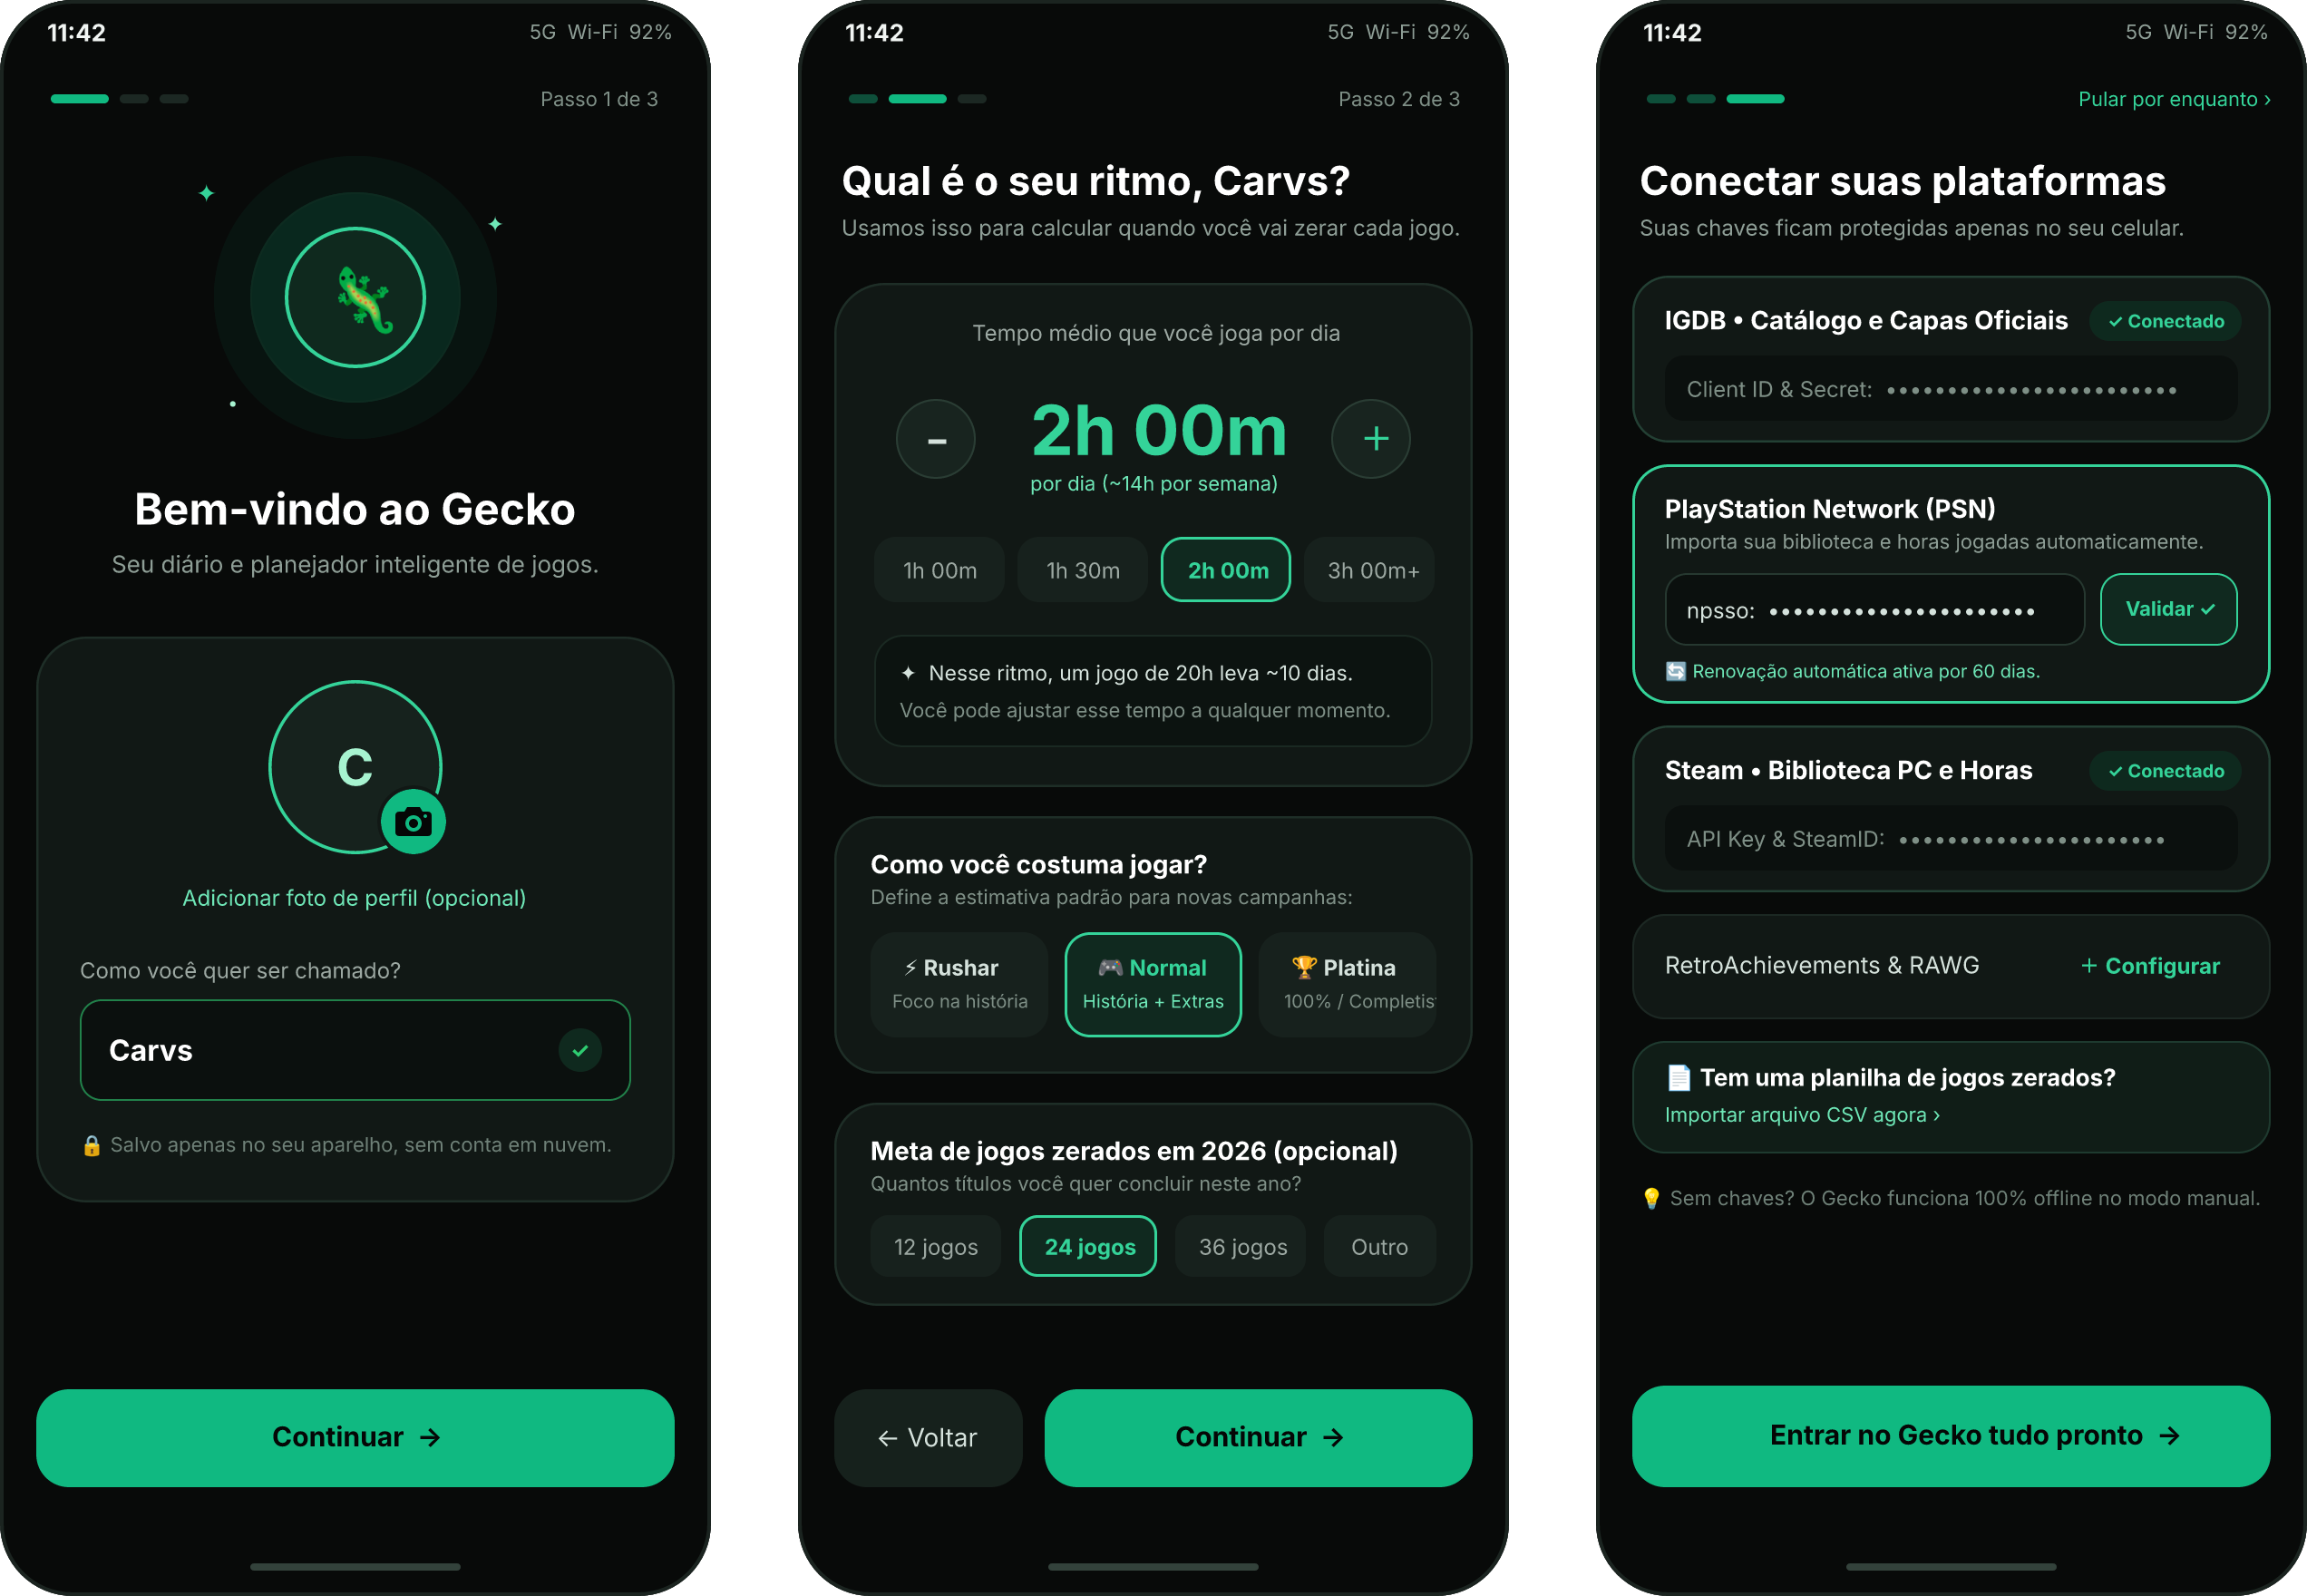 11:42
5G Wi-Fi 92%
Passo 1 de 3
Bem-vindo ao Gecko
Seu diário e planejador inteligente de jogos.
C
Adicionar foto de perfil (opcional)
Como você quer ser chamado?
Carvs
🔒 Salvo apenas no seu aparelho, sem conta em nuvem.
Continuar →
11:42
5G Wi-Fi 92%
Passo 2 de 3
Qual é o seu ritmo, Carvs?
Usamos isso para calcular quando você vai zerar cada jogo.
Tempo médio que você joga por dia
– 2h 00m +
por dia (~14h por semana)
1h 00m 1h 30m 2h 00m 3h 00m+
✦ Nesse ritmo, um jogo de 20h leva ~10 dias.
Você pode ajustar esse tempo a qualquer momento.
Como você costuma jogar?
Define a estimativa padrão para novas campanhas:
⚡ Rushar
Foco na história
🎮 Normal
História + Extras
🏆 Platina
100% / Completis
Meta de jogos zerados em 2026 (opcional)
Quantos títulos você quer concluir neste ano?
12 jogos 24 jogos 36 jogos Outro
← Voltar
Continuar →
11:42
5G Wi-Fi 92%
Pular por enquanto ›
Conectar suas plataformas
Suas chaves ficam protegidas apenas no seu celular.
IGDB • Catálogo e Capas Oficiais
✓ Conectado
Client ID & Secret: ••••••••••••••••••••••••
PlayStation Network (PSN)
Importa sua biblioteca e horas jogadas automaticamente.
npsso: ••••••••••••••••••••••
Validar ✓
🔄 Renovação automática ativa por 60 dias.
Steam • Biblioteca PC e Horas
✓ Conectado
API Key & SteamID: ••••••••••••••••••••••
RetroAchievements & RAWG
+ Configurar
📄 Tem uma planilha de jogos zerados?
Importar arquivo CSV agora ›
💡 Sem chaves? O Gecko funciona 100% offline no modo manual.
Entrar no Gecko tudo pronto →